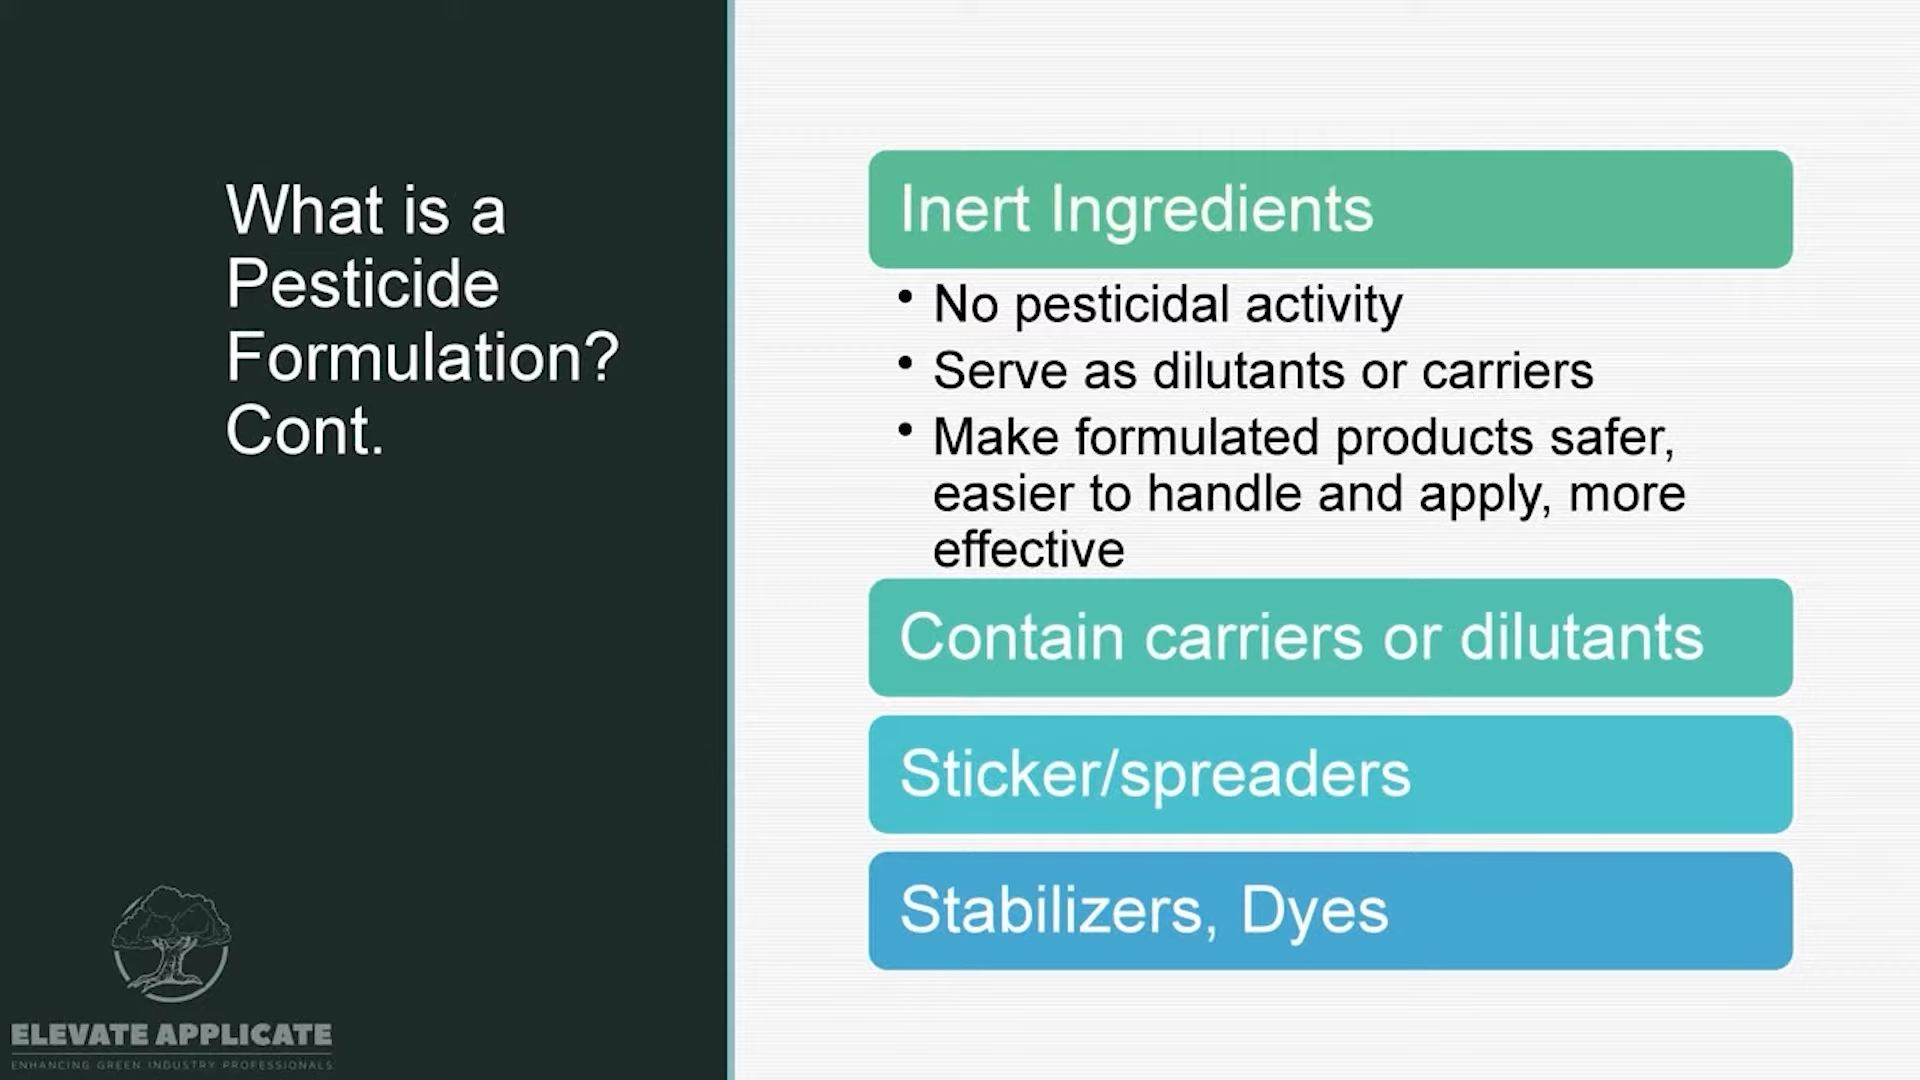 What is a
Pesticide
Formulation?
Cont.
Inert Ingredients
• No pesticidal activity
• Serve as dilutants or carriers
• Make formulated products safer,
easier to handle and apply, more
effective
Contain carriers or dilutants
Sticker/spreaders
Stabilizers, Dyes
ELEVATE APPLICATE
ENHANCING GREEN INDUSTRY PROFESSIONALS